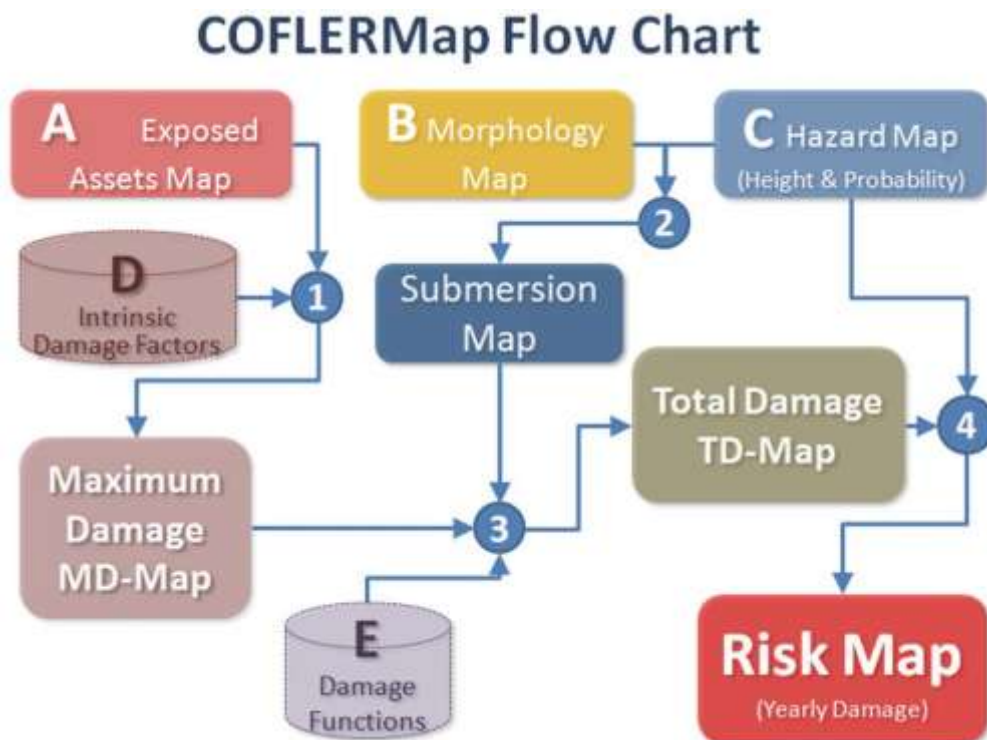 COFLERMap Flow Chart
A Exposed
Assets Map
B Morphology
Map
C Hazard Map
(Height & Probability)
2
D
Intrinsic
Damage Factors
1
Submersion
Map
Total Damage
TD-Map
4
Maximum
Damage
MD-Map
3
E
Damage
Functions
Risk Map
(Yearly Damage)